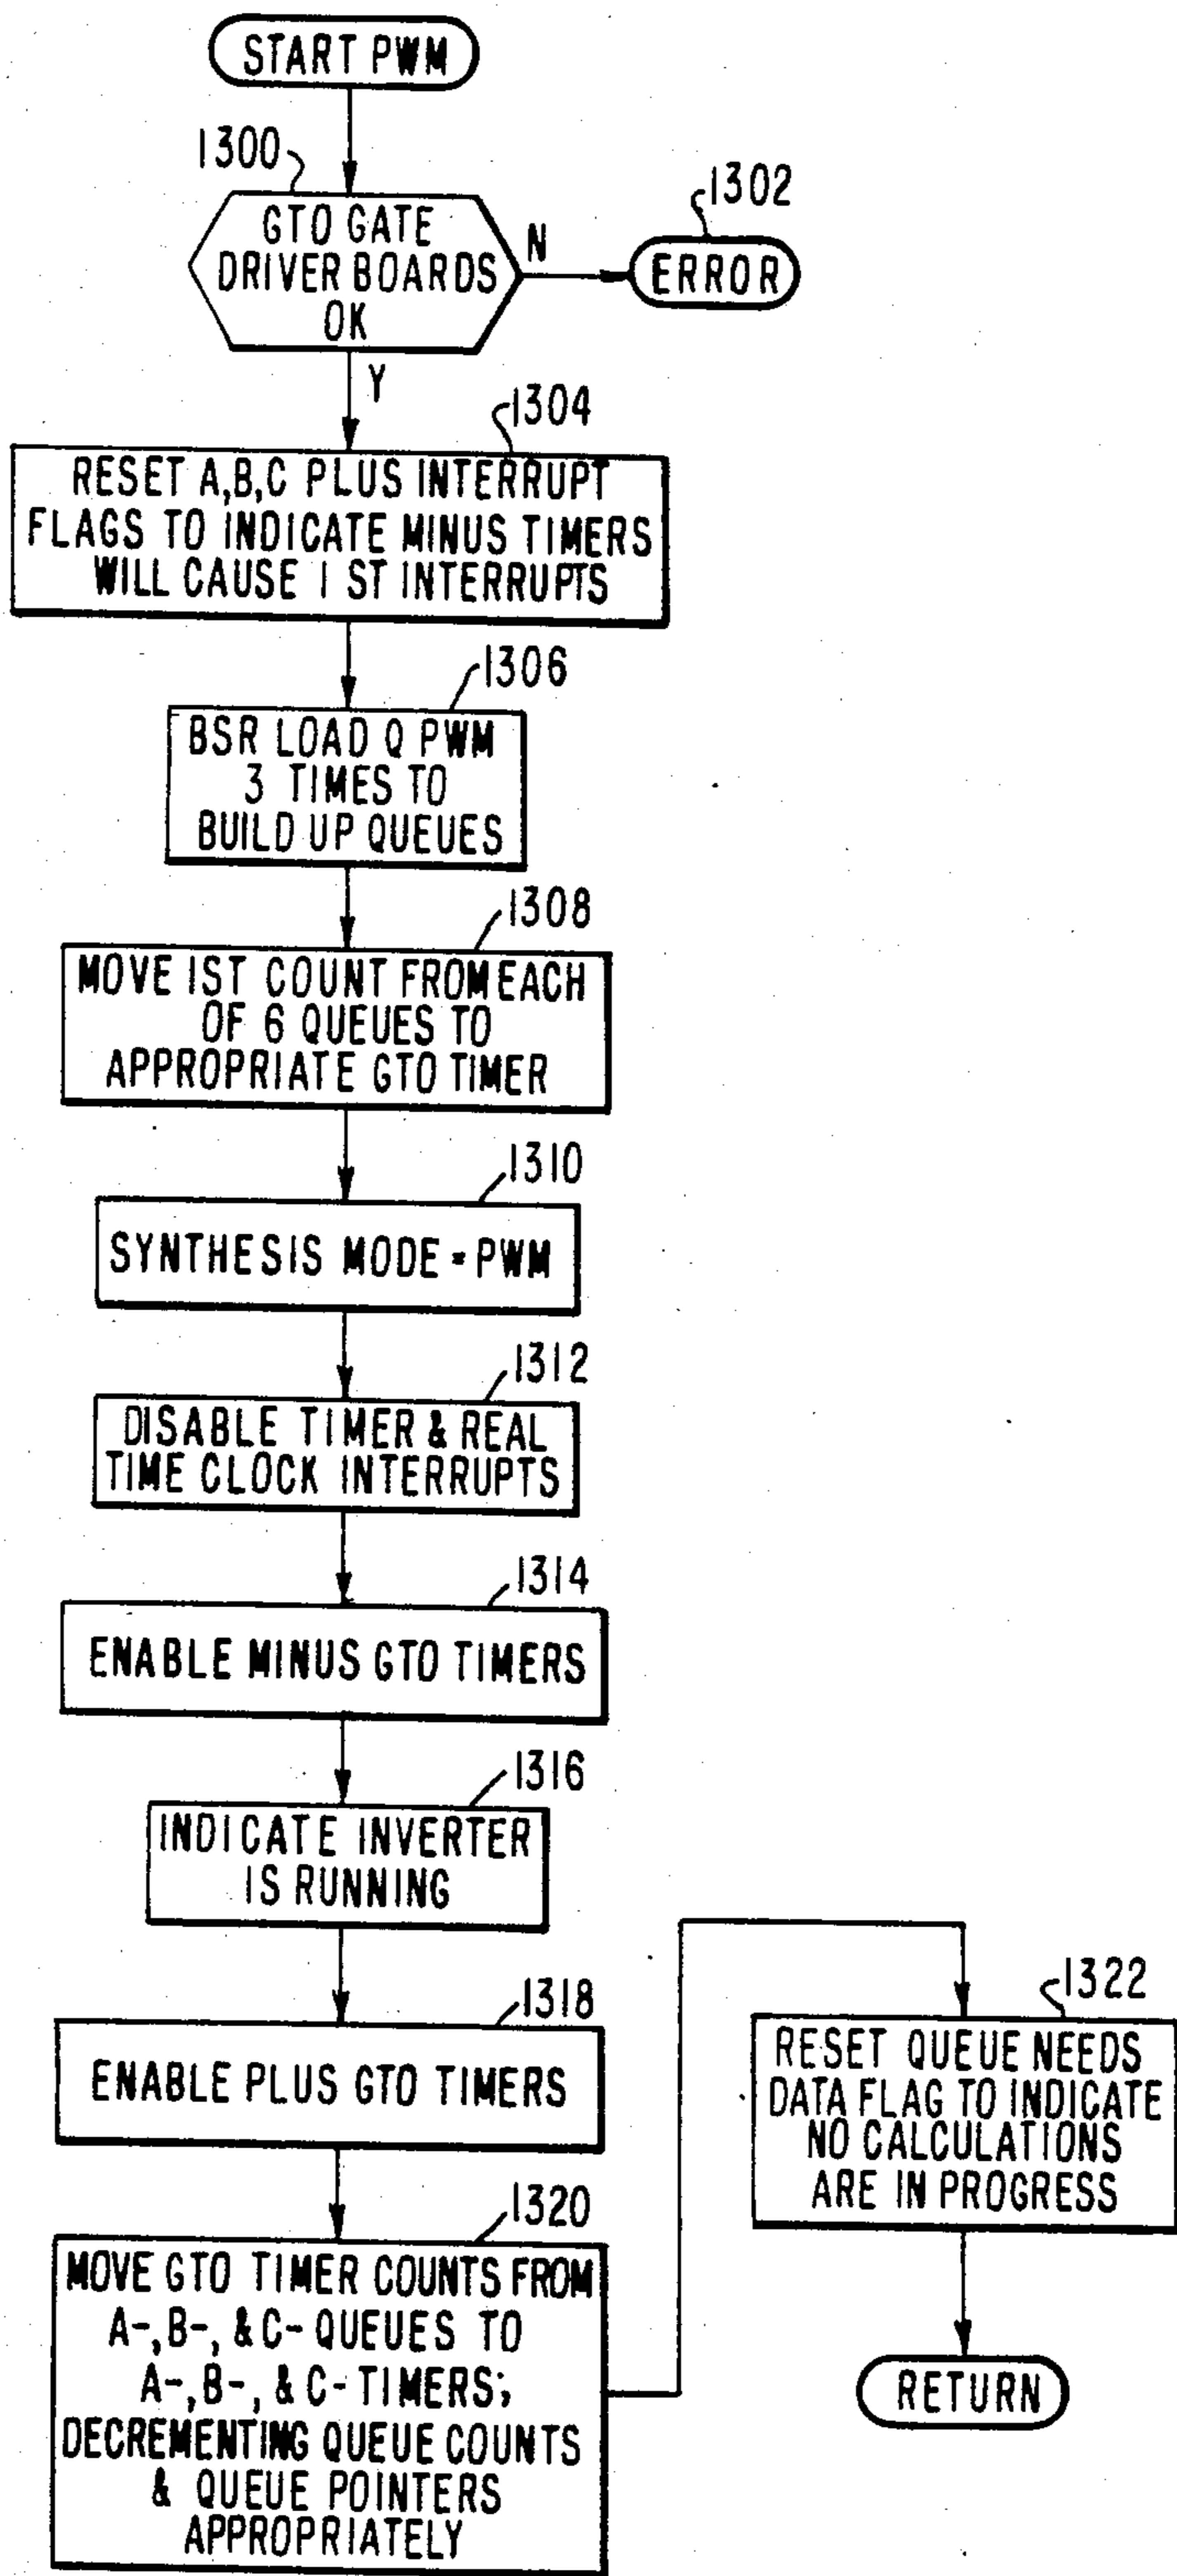 START PWM
1300
GTO GATE
DRIVER BOARDS
OK
N
1302
ERROR
Y
1304
RESET A,B,C PLUS INTERRUPT
FLAGS TO INDICATE MINUS TIMERS
WILL CAUSE 1 ST INTERRUPTS
1306
BSR LOAD Q PWM
3 TIMES TO
BUILD UP QUEUES
1308
MOVE 1ST COUNT FROM EACH
OF 6 QUEUES TO
APPROPRIATE GTO TIMER
1310
SYNTHESIS MODE = PWM
1312
DISABLE TIMER & REAL
TIME CLOCK INTERRUPTS
1314
ENABLE MINUS GTO TIMERS
1316
INDICATE INVERTER
IS RUNNING
1318
ENABLE PLUS GTO TIMERS
1320
MOVE GTO TIMER COUNTS FROM
A-, B-, & C- QUEUES TO
A-, B-, & C- TIMERS;
DECREMENTING QUEUE COUNTS
& QUEUE POINTERS
APPROPRIATELY
1322
RESET QUEUE NEEDS
DATA FLAG TO INDICATE
NO CALCULATIONS
ARE IN PROGRESS
RETURN